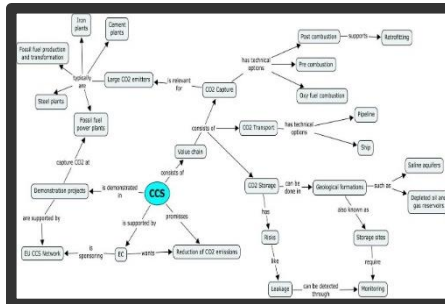 Iron
plants
Cement
plants
Post combustion
supports
Retrofitting
Fossil fuel production
and transformation
typically
are
Large CO2 emitters
is relevant
for
CO2 Capture
has technical
options
Pre combustion
Oxy fuel combustion
Steel plants
Fossil fuel
power plants
consists of
CO2 Transport
has technical
options
Pipeline
Ship
Value chain
capture CO2 at
consists of
Saline aquifers
Demonstration projects
is demonstrated
in
CCS
CO2 Storage
can be
done in
Geological formations
such as
Depleted oil and
gas reservoirs
are supported by
is supported by
promises
has
also known as
Risks
Storage sites
EU CCS Network
is
sponsoring
EC
wants
Reduction of CO2 emissions
like
require
Leakage
can be detected
through
Monitoring